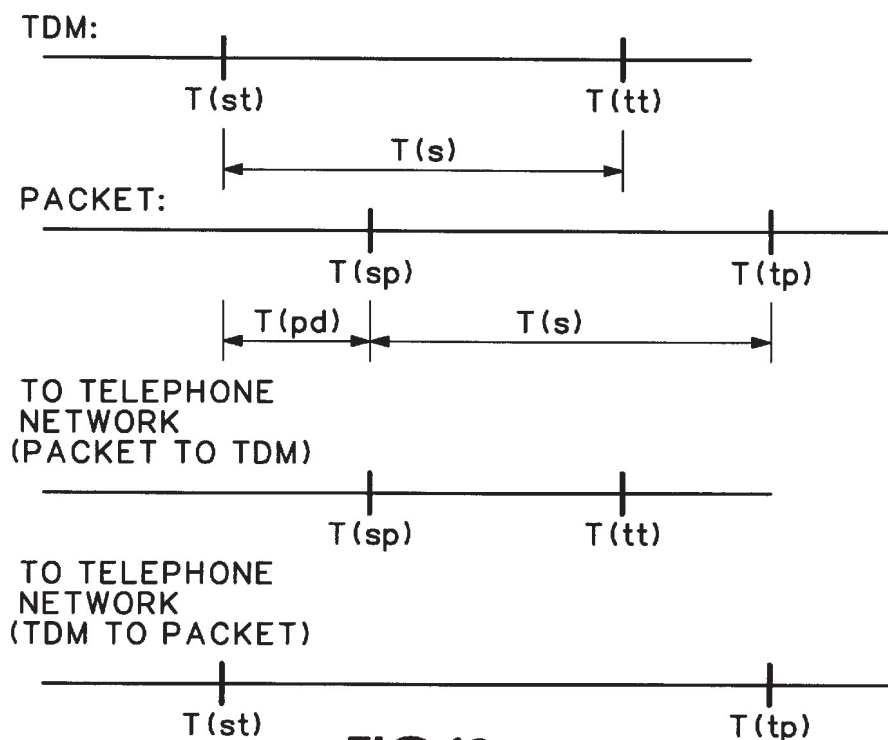 TDM:
T(st) T(tt)
T(s)
PACKET:
T(sp) T(tp)
T(pd) T(s)
TO TELEPHONE
NETWORK
(PACKET TO TDM)
T(sp) T(tt)
TO TELEPHONE
NETWORK
(TDM TO PACKET)
T(st) T(tp)